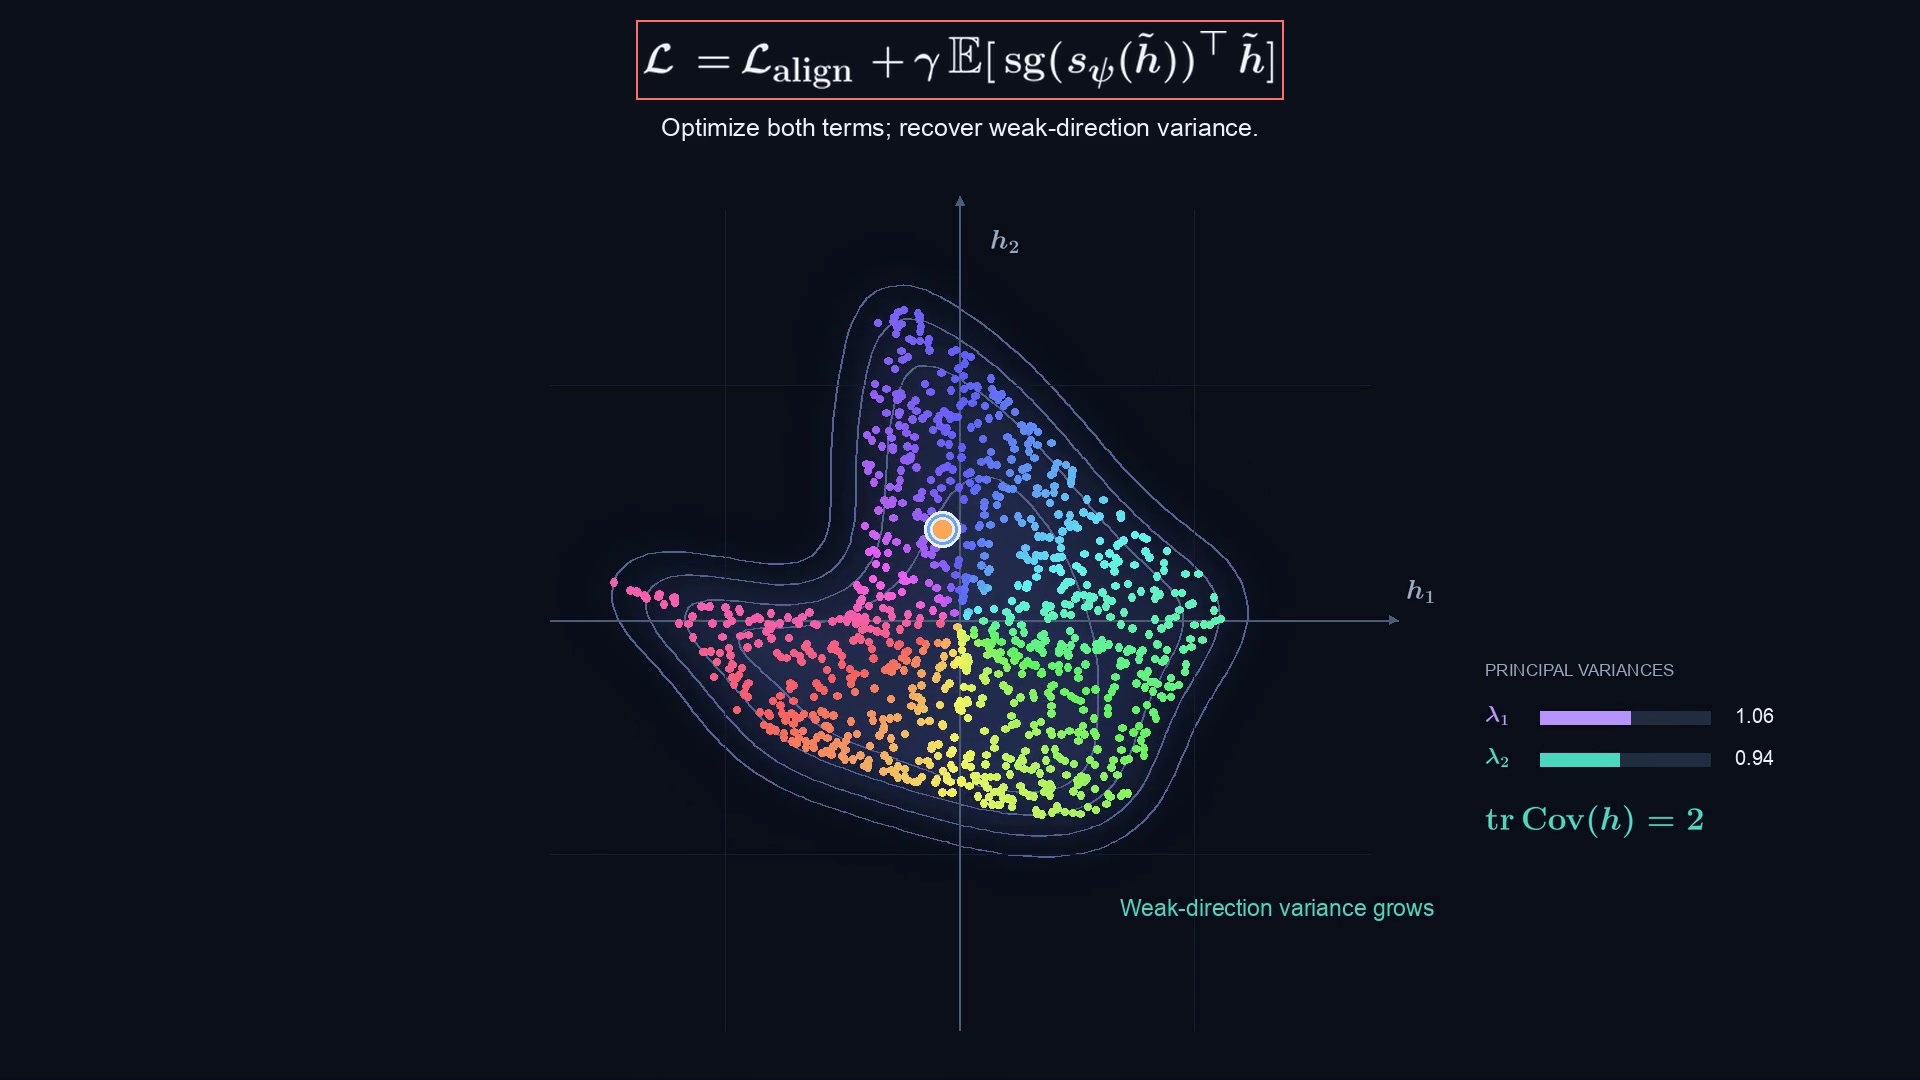 ℒ = ℒ_align + γ 𝔼[ sg(s_ψ(h̃))^⊤ h̃]
Optimize both terms; recover weak-direction variance.
h₂
h₁
PRINCIPAL VARIANCES
λ₁ 1.06
λ₂ 0.94
tr Cov(h) = 2
Weak-direction variance grows